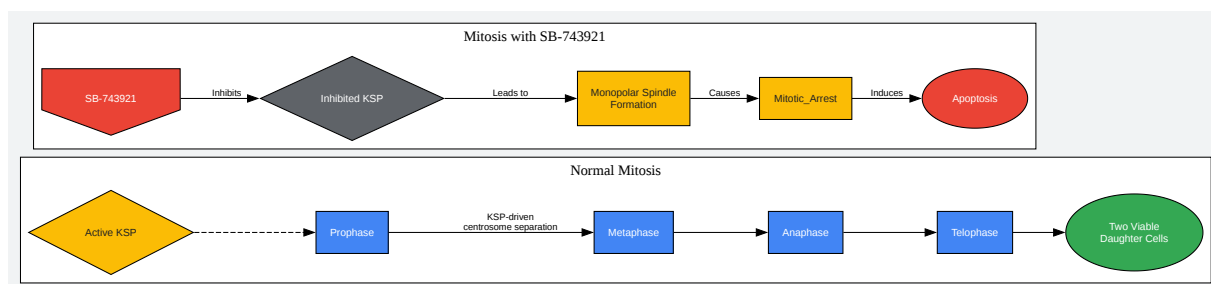 Mitosis with SB-743921
SB-743921
Inhibits
Inhibited KSP
Leads to
Monopolar Spindle
Formation
Causes
Mitotic_Arrest
Induces
Apoptosis
Normal Mitosis
Active KSP
Prophase
KSP-driven
centrosome separation
Metaphase
Anaphase
Telophase
Two Viable
Daughter Cells